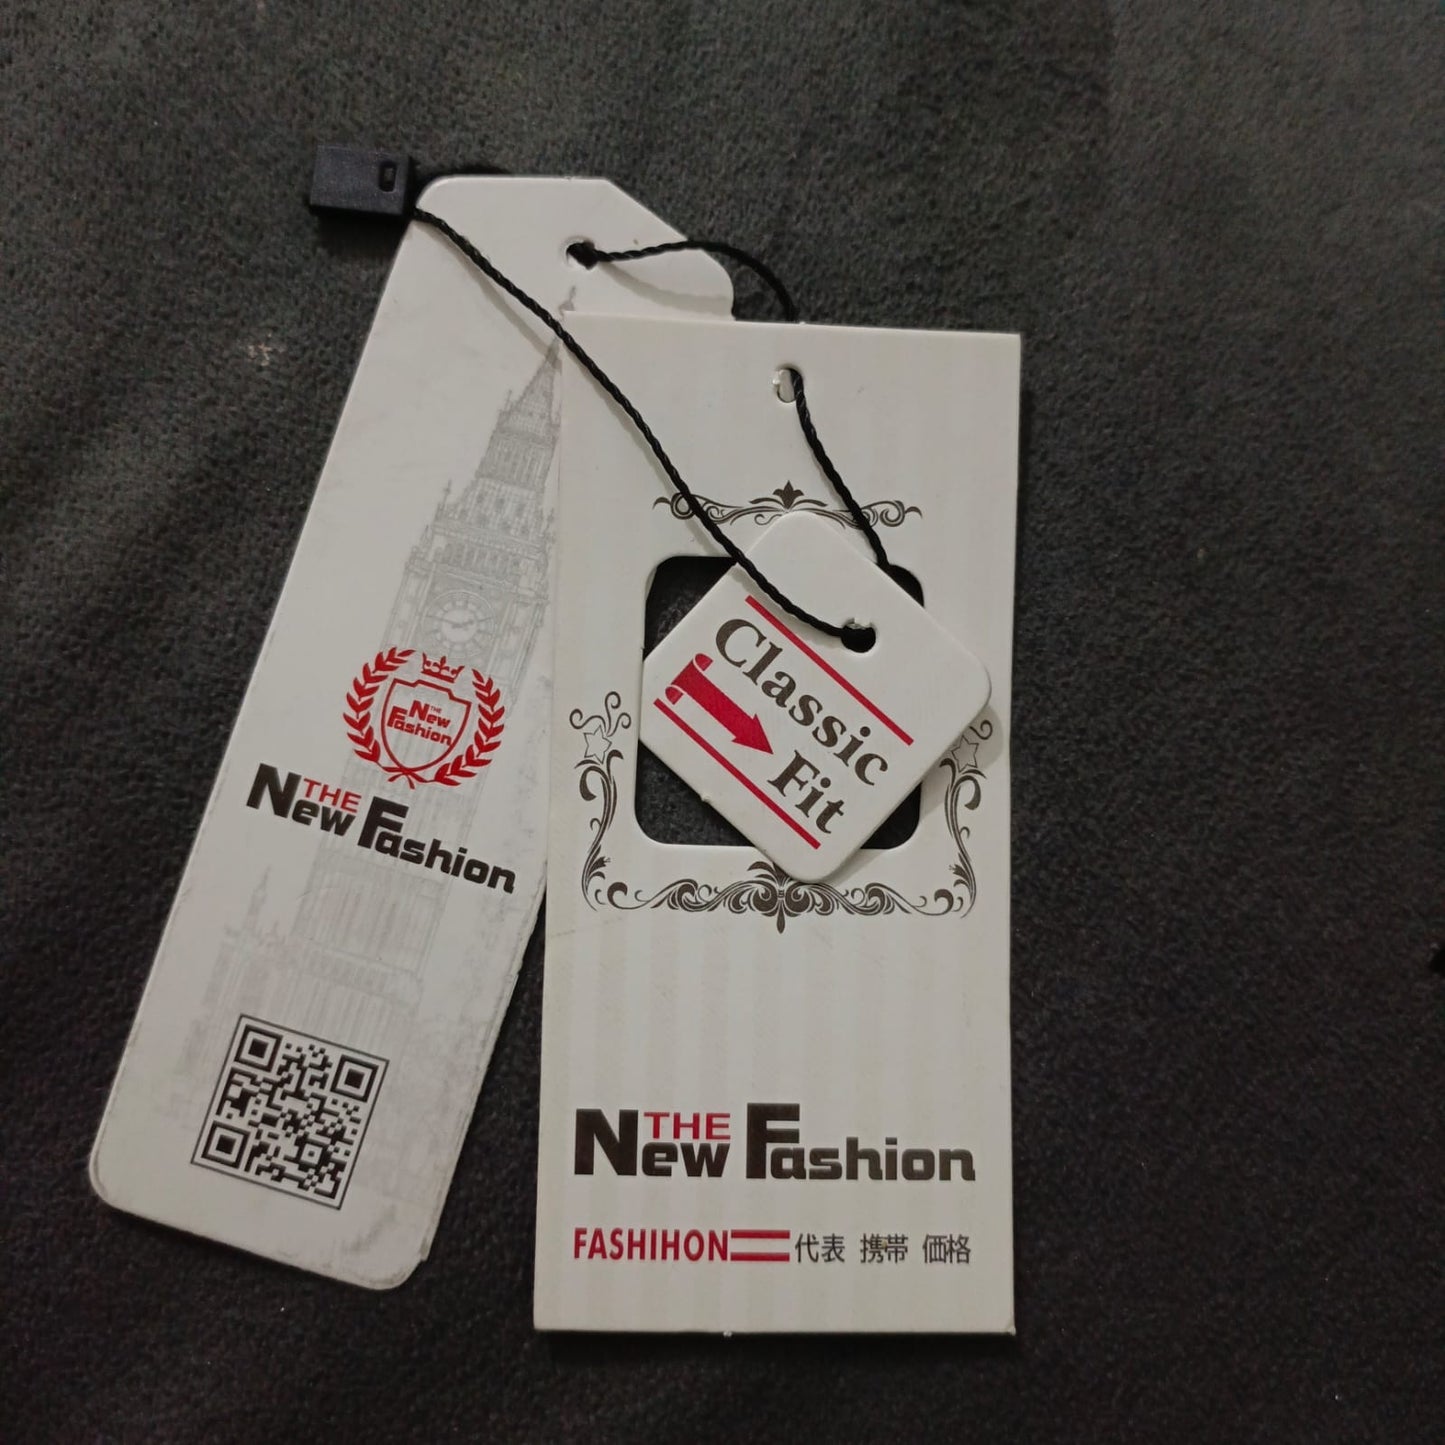 THE
New
Fashion
THE
New Fashion
Classic
Fit
THE
New Fashion
FASHIHON 代表 携帯 価格